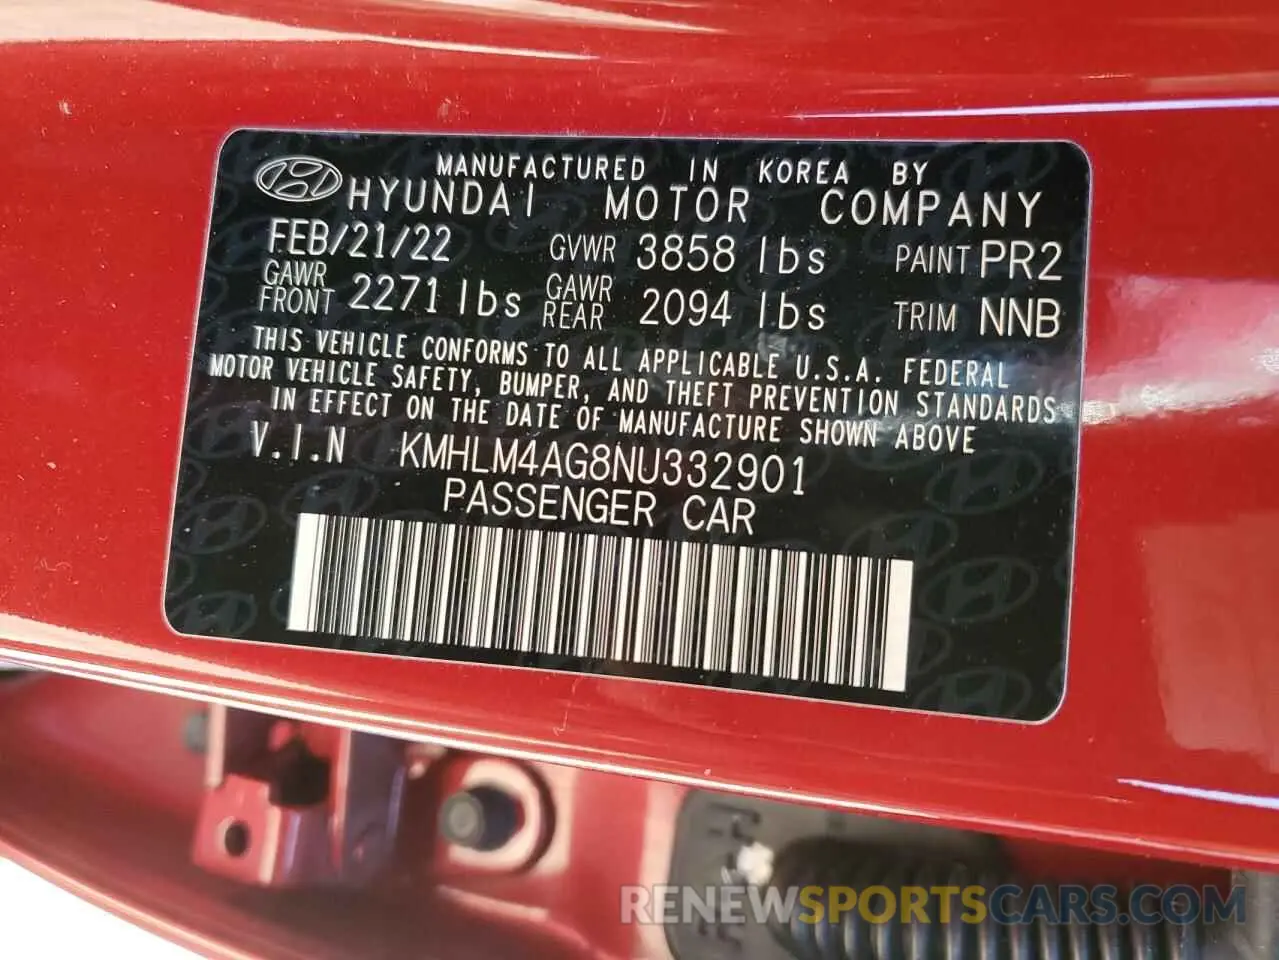 MANUFACTURED IN KOREA BY
HYUNDAI MOTOR COMPANY
FEB/21/22 GVWR 3858 lbs PAINT PR2
GAWR FRONT 2271 lbs GAWR REAR 2094 lbs TRIM NNB
THIS VEHICLE CONFORMS TO ALL APPLICABLE U.S.A. FEDERAL
MOTOR VEHICLE SAFETY, BUMPER, AND THEFT PREVENTION STANDARDS
IN EFFECT ON THE DATE OF MANUFACTURE SHOWN ABOVE
V.I.N KMHLM4AG8NU332901
PASSENGER CAR
RENEWSPORTSCARS.COM